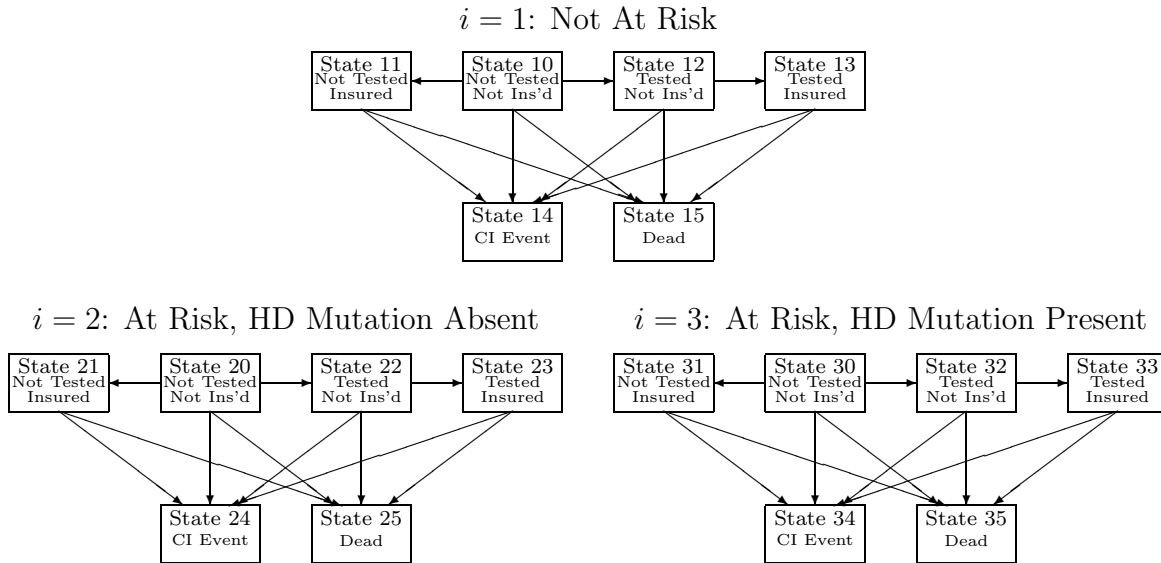 i = 1: Not At Risk
State 11
Not Tested
Insured
State 10
Not Tested
Not Ins'd
State 12
Tested
Not Ins'd
State 13
Tested
Insured
State 14
CI Event
State 15
Dead
i = 2: At Risk, HD Mutation Absent
State 21
Not Tested
Insured
State 20
Not Tested
Not Ins'd
State 22
Tested
Not Ins'd
State 23
Tested
Insured
State 24
CI Event
State 25
Dead
i = 3: At Risk, HD Mutation Present
State 31
Not Tested
Insured
State 30
Not Tested
Not Ins'd
State 32
Tested
Not Ins'd
State 33
Tested
Insured
State 34
CI Event
State 35
Dead